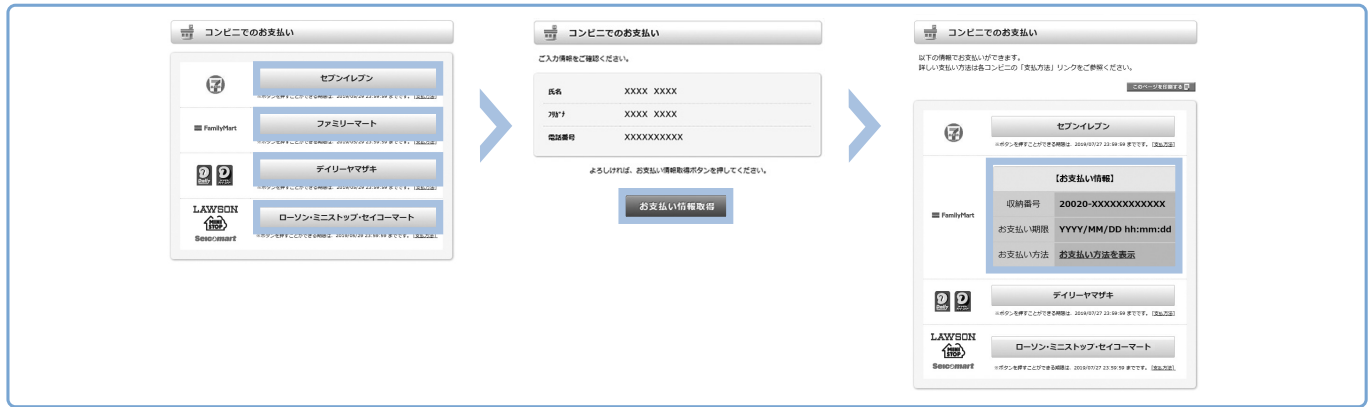 コンビニでのお支払い
セブンイレブン
FamilyMart
ファミリーマート
Daily
デイリーヤマザキ
LAWSON
MINI STOP
Seicomart
ローソン・ミニストップ・セイコーマート
コンビニでのお支払い
ご入力情報をご確認ください。
氏名 XXXX XXXX
ﾌﾘｶﾞﾅ XXXX XXXX
電話番号 XXXXXXXXXX
よろしければ、お支払い情報取得ボタンを押してください。
お支払い情報取得
コンビニでのお支払い
以下の情報でお支払いができます。
詳しい支払い方法は各コンビニの「支払方法」リンクをご参照ください。
このページを印刷する
セブンイレブン
※ボタンを押すことができる期限は、2019/07/27 23:59:59 までです。 [支払方法]
FamilyMart
【お支払い情報】
収納番号 20020-XXXXXXXXXXXX
お支払い期限 YYYY/MM/DD hh:mm:dd
お支払い方法 お支払い方法を表示
Daily
デイリーヤマザキ
※ボタンを押すことができる期限は、2019/07/27 23:59:59 までです。 [支払方法]
LAWSON
MINI STOP
Seicomart
ローソン・ミニストップ・セイコーマート
※ボタンを押すことができる期限は、2019/07/27 23:59:59 までです。 [支払方法]